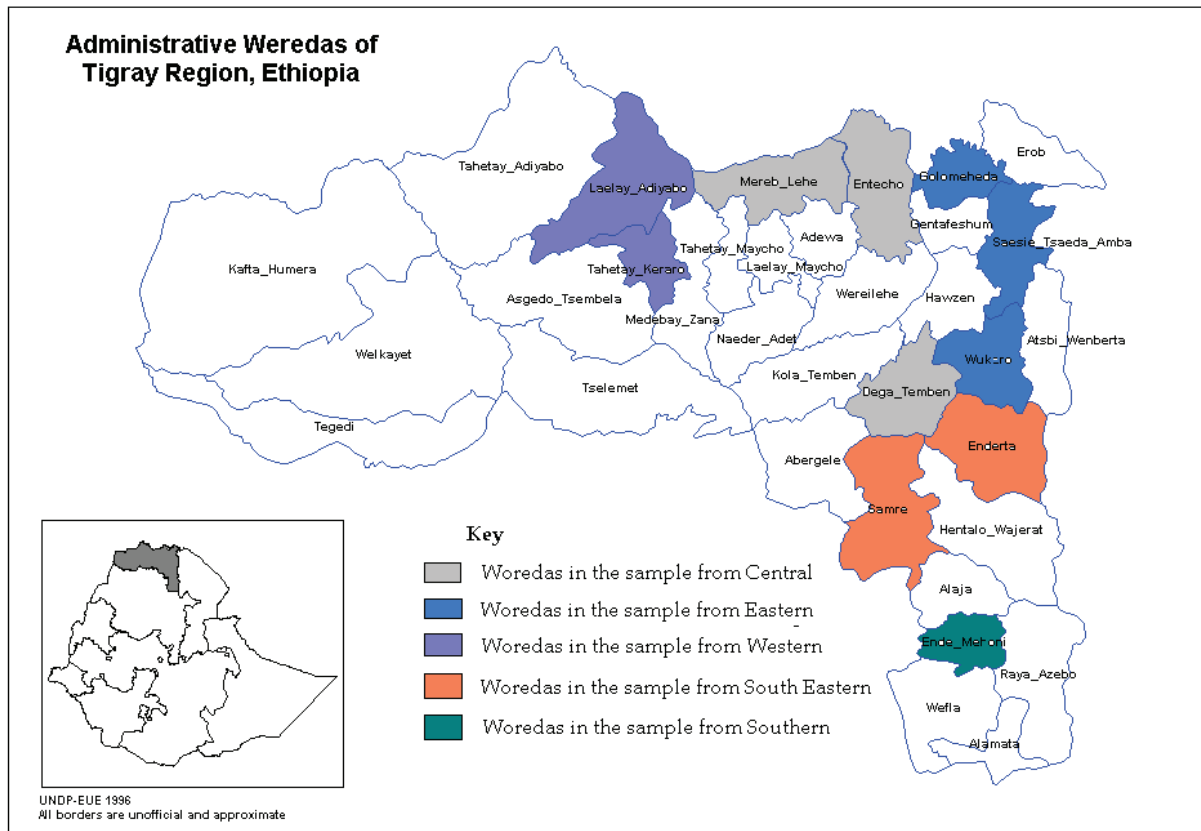 Administrative Weredas of
Tigray Region, Ethiopia
Erob
Tahetay_Adiyabo
Golomeheda
Mereb_Lehe
Entecho
Laelay_Adiyabo
Gentafeshum
Adewa
Tahetay_Maycho
Saesie_Tsaeda_Amba
Laelay_Maycho
Kafta_Humera
Tahetay_Keraro
Wereilehe
Hawzen
Asgedo_Tsembela
Medebay_Zana
Naeder_Adet
Atsbi_Wenberta
Welkayet
Wukaro
Kola_Temben
Tselemet
Dega_Temben
Tegedi
Enderta
Abergele
Samre
Hentalo_Wajerat
Alaja
Ende_Mehoni
Raya_Azebo
Wefla
Alamata
Key
Woredas in the sample from Central
Woredas in the sample from Eastern
Woredas in the sample from Western
Woredas in the sample from South Eastern
Woredas in the sample from Southern
UNDP-EUE 1996
All borders are unofficial and approximate